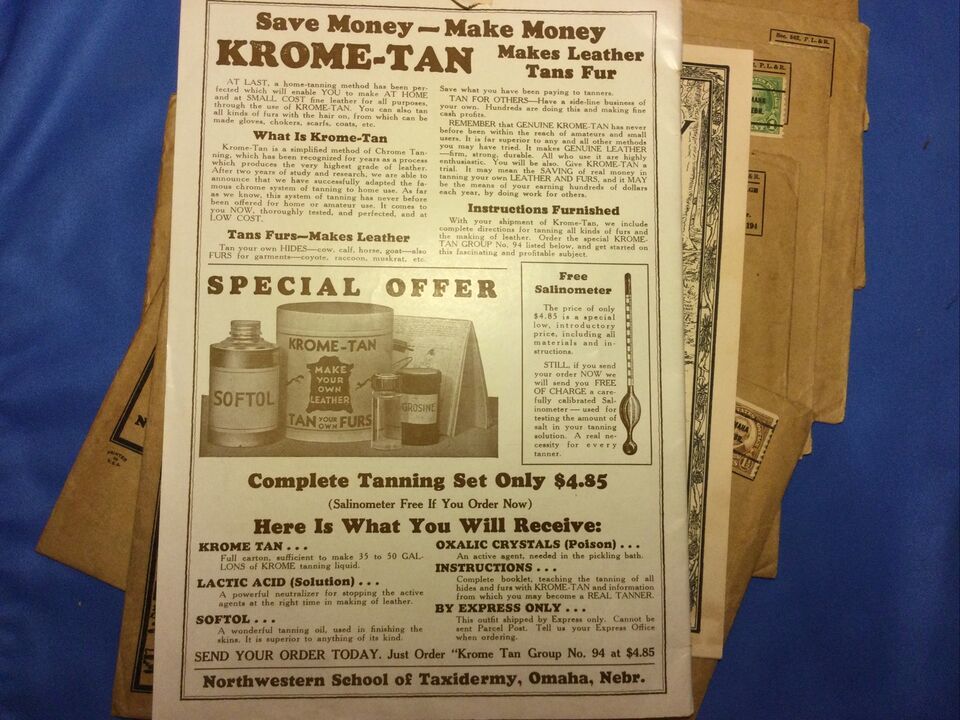 Save Money — Make Money
KROME-TAN
Makes Leather
Tans Fur
AT LAST, a home-tanning method has been per-
fected which will enable YOU to make AT HOME
and at SMALL COST fine leather for all purposes,
through the use of KROME-TAN. You can also tan
all kinds of furs with the hair on, from which can be
made gloves, chokers, scarfs, coats, etc.
What Is Krome-Tan
Krome-Tan is a simplified method of Chrome Tan-
ning, which has been recognized for years as a process
which produces the very highest grade of leather.
After two years of study and research, we are able to
announce that we have successfully adapted the fa-
mous chrome system of tanning to home use. As far
as we know, this system of tanning has never before
been offered for home or amateur use. It comes to
you NOW, thoroughly tested, and perfected, and at
LOW COST.
Tans Furs—Makes Leather
Tan your own HIDES—cow, calf, horse, goat—also
FURS for garments—coyote, raccoon, muskrat, etc.
Save what you have been paying to tanners.
TAN FOR OTHERS—Have a side-line business of
your own. Hundreds are doing this and making fine
cash profits.
REMEMBER that GENUINE KROME-TAN has never
before been within the reach of amateurs and small
users. It is far superior to any and all other methods
you may have tried. It makes GENUINE LEATHER
—firm, strong, durable. All who use it are highly
enthusiastic. You will be also. Give KROME-TAN a
trial. It may mean the SAVING of real money in
tanning your own LEATHER AND FURS, and it MAY
be the means of your earning hundreds of dollars
each year, by doing work for others.
Instructions Furnished
With your shipment of Krome-Tan, we include
complete directions for tanning all kinds of furs and
the making of leather. Order the special KROME-
TAN GROUP No. 94 listed below, and get started on
this fascinating and profitable subject.
SPECIAL OFFER
SOFTOL
KROME-TAN
MAKE
YOUR
OWN
LEATHER
TAN YOUR OWN FURS
GROSINE
Free
Salinometer
The price of only
$4.85 is a special
low, introductory
price, including all
materials and in-
structions.
STILL, if you send
your order NOW we
will send you FREE
OF CHARGE a care-
fully calibrated Sal-
inometer — used for
testing the amount of
salt in your tanning
solution. A real ne-
cessity for every
tanner.
Complete Tanning Set Only $4.85
(Salinometer Free If You Order Now)
Here Is What You Will Receive:
KROME TAN . . .
Full carton, sufficient to make 35 to 50 GAL-
LONS of KROME tanning liquid.
LACTIC ACID (Solution) . . .
A powerful neutralizer for stopping the active
agents at the right time in making of leather.
SOFTOL . . .
A wonderful tanning oil, used in finishing the
skins. It is superior to anything of its kind.
OXALIC CRYSTALS (Poison) . . .
An active agent, needed in the pickling bath.
INSTRUCTIONS . . .
Complete booklet, teaching the tanning of all
hides and furs with KROME-TAN and information
from which you may become a REAL TANNER.
BY EXPRESS ONLY . . .
This outfit shipped by Express only. Cannot be
sent Parcel Post. Tell us your Express Office
when ordering.
SEND YOUR ORDER TODAY. Just Order "Krome Tan Group No. 94 at $4.85
Northwestern School of Taxidermy, Omaha, Nebr.
Sec. 562, P. L. & R.
P. L. & R.
194
PRINTED
IN
U.S.A.